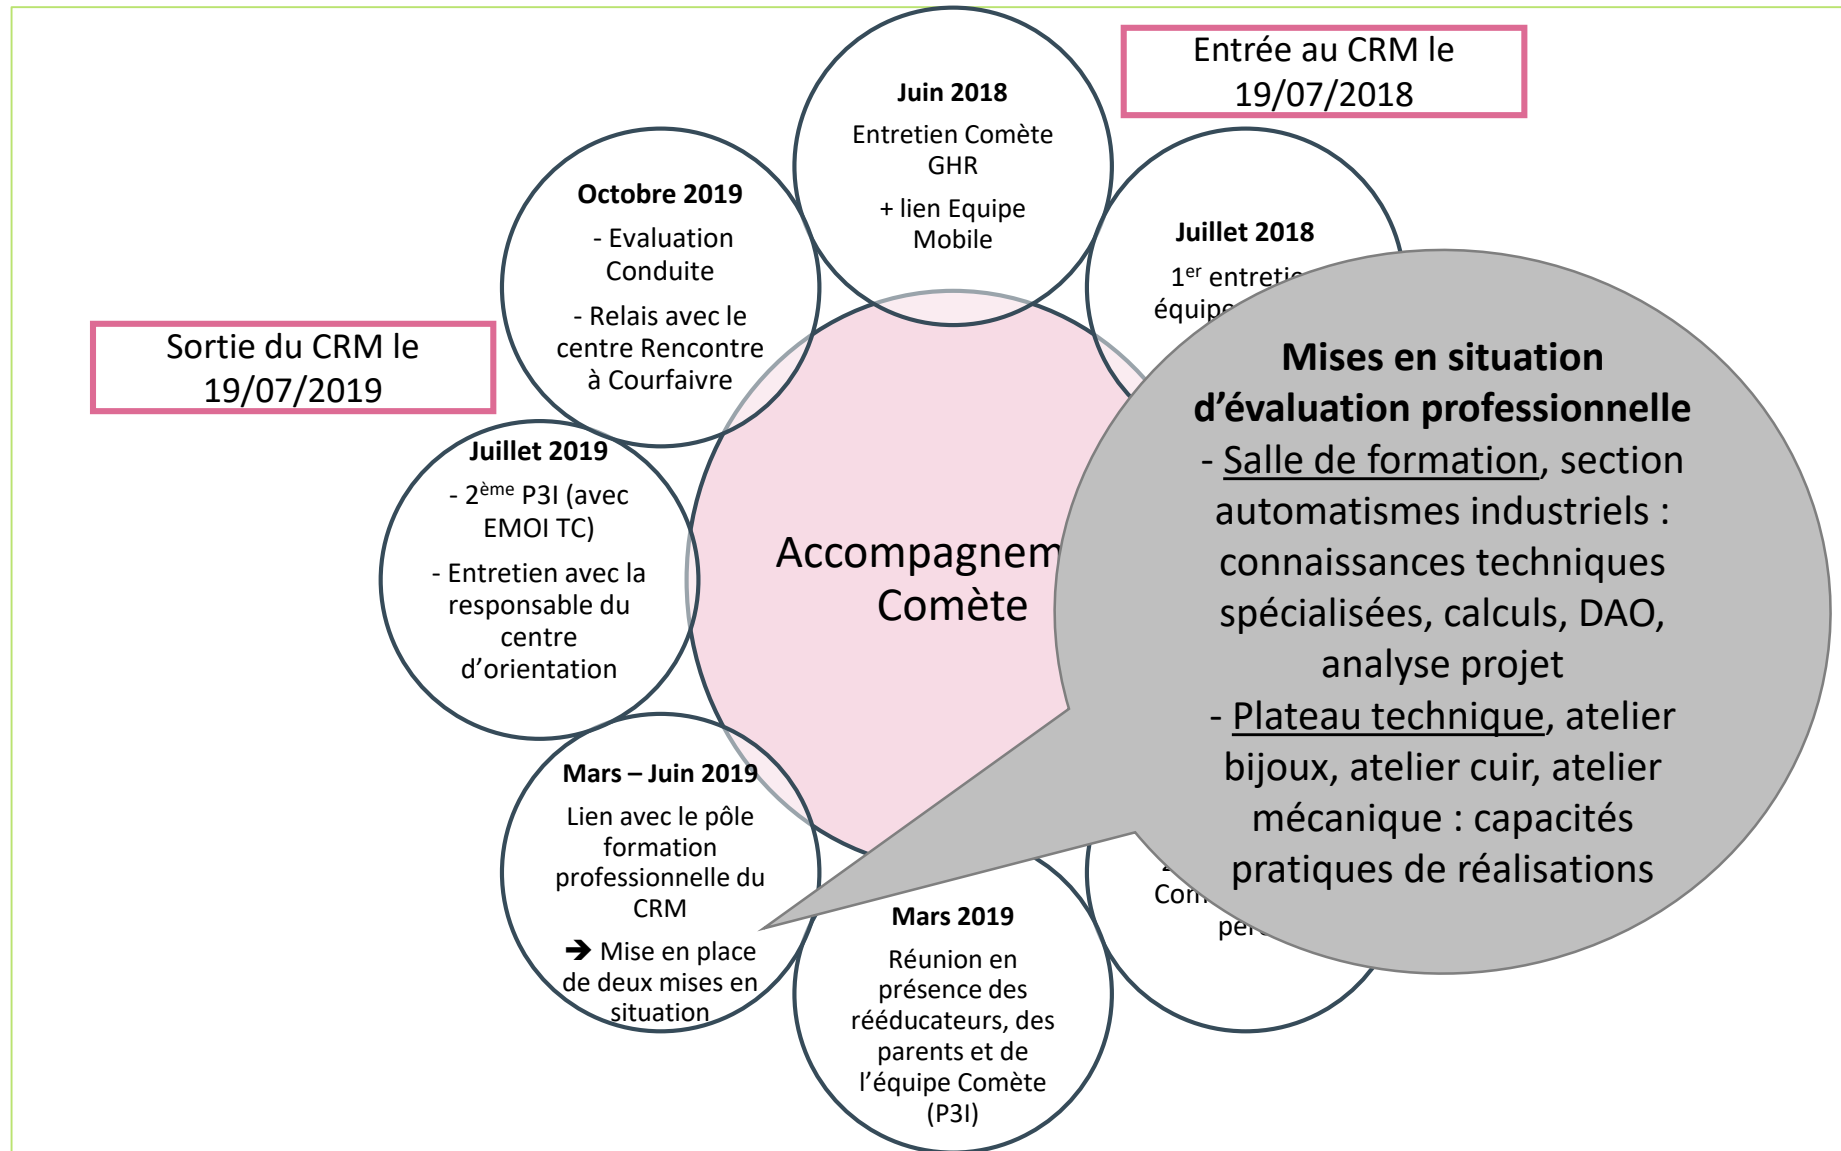 Entrée au CRM le
19/07/2018
Juin 2018
Entretien Comète
GHR
+ lien Equipe
Mobile
Juillet 2018
1er
équipe
Mises en situation
d’évaluation professionnelle
- Salle de formation, section
automatismes industriels :
connaissances techniques
spécialisées, calculs, DAO,
analyse projet
- Plateau technique, atelier
bijoux, atelier cuir, atelier
mécanique : capacités
pratiques de réalisations
Mars 2019
Réunion en
présence des
rééducateurs, des
parents et de
l’équipe Comète
(P3I)
Mars – Juin 2019
Lien avec le pôle
formation
professionnelle du
CRM
➔ Mise en place
de deux mises en
situation
Juillet 2019
- 2ème P3I (avec
EMOI TC)
- Entretien avec la
responsable du
centre
d’orientation
Sortie du CRM le
19/07/2019
Octobre 2019
- Evaluation
Conduite
- Relais avec le
centre Rencontre
à Courfaivre
Comète